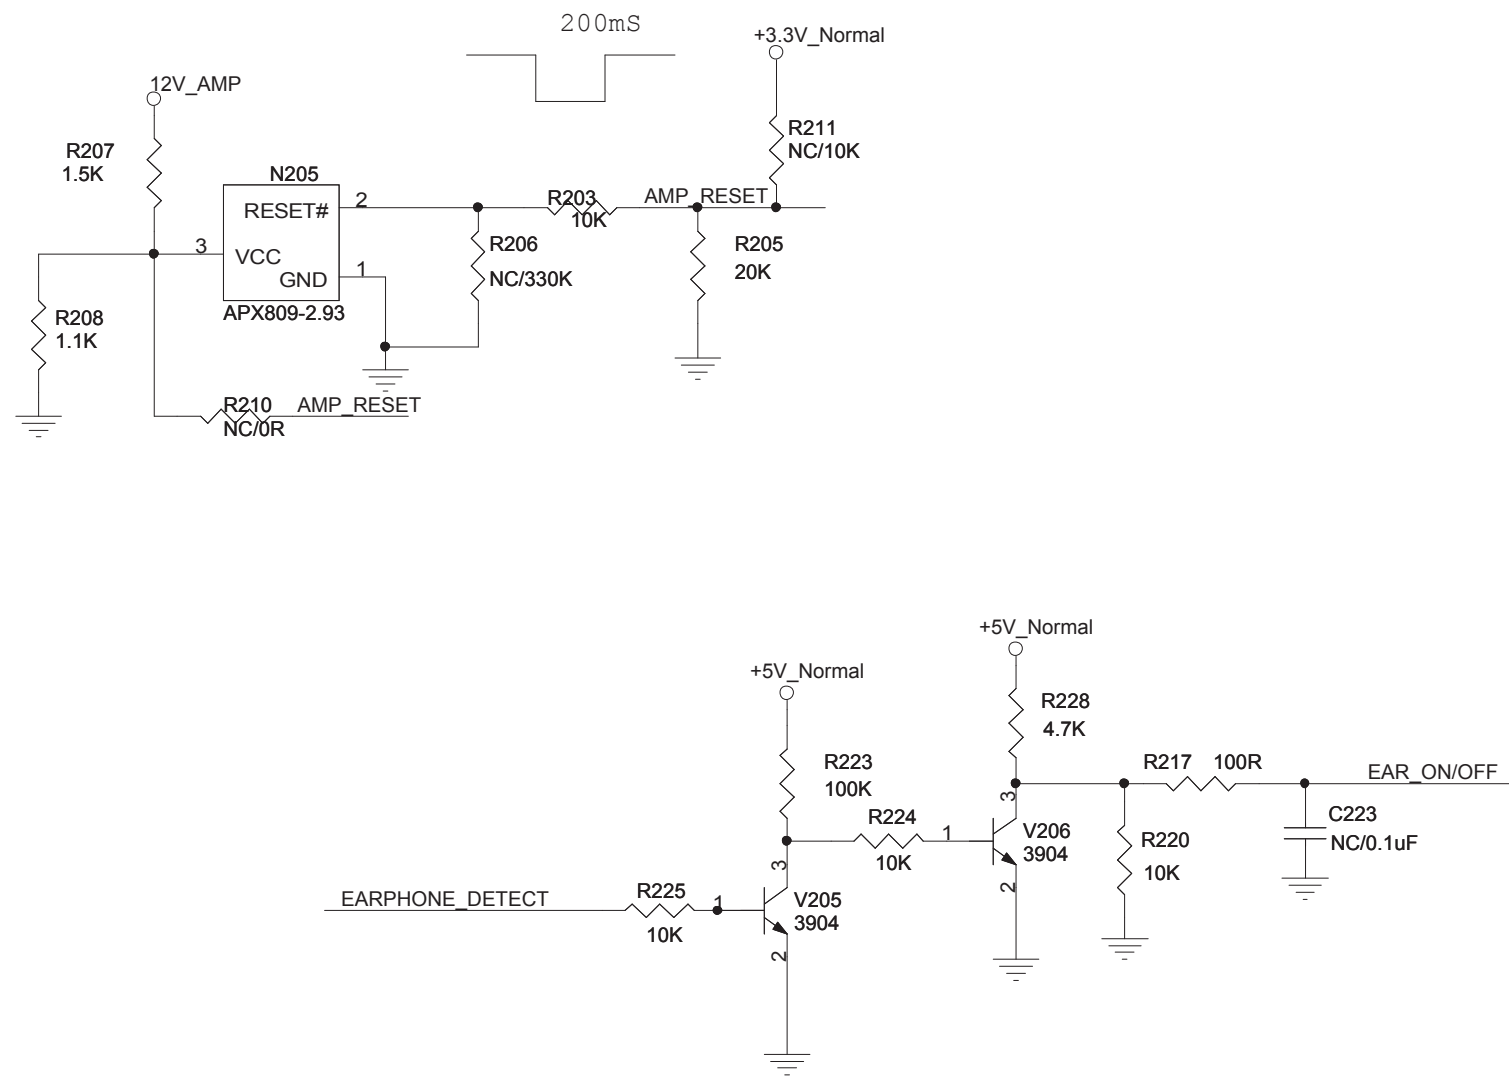 200mS
+3.3V_Normal
12V_AMP
R211
NC/10K
R207
1.5K
N205
RESET#
2
R203
10K
AMP_RESET
3
VCC
GND
1
R206
NC/330K
R205
20K
APX809-2.93
R208
1.1K
R210
NC/0R
AMP_RESET
+5V_Normal
+5V_Normal
R228
4.7K
R223
100K
R217 100R
EAR_ON/OFF
3
R224
10K
1
V206
3904
C223
NC/0.1uF
R220
10K
2
3
EARPHONE_DETECT
R225
10K
1
V205
3904
2